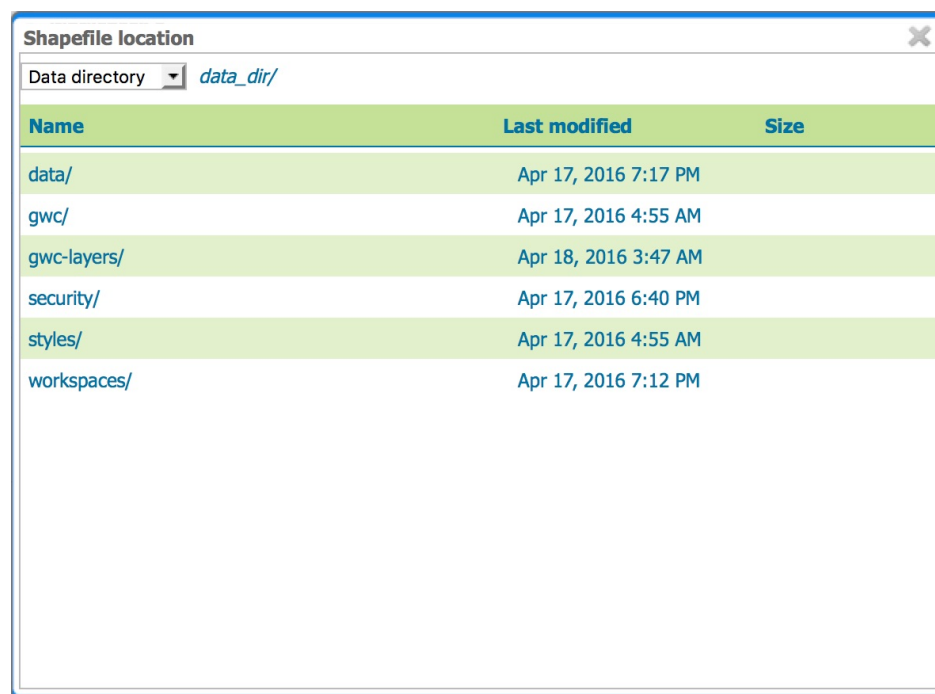 Shapefile location
Data directory data_dir/
Name Last modified Size
data/ Apr 17, 2016 7:17 PM
gwc/ Apr 17, 2016 4:55 AM
gwc-layers/ Apr 18, 2016 3:47 AM
security/ Apr 17, 2016 6:40 PM
styles/ Apr 17, 2016 4:55 AM
workspaces/ Apr 17, 2016 7:12 PM